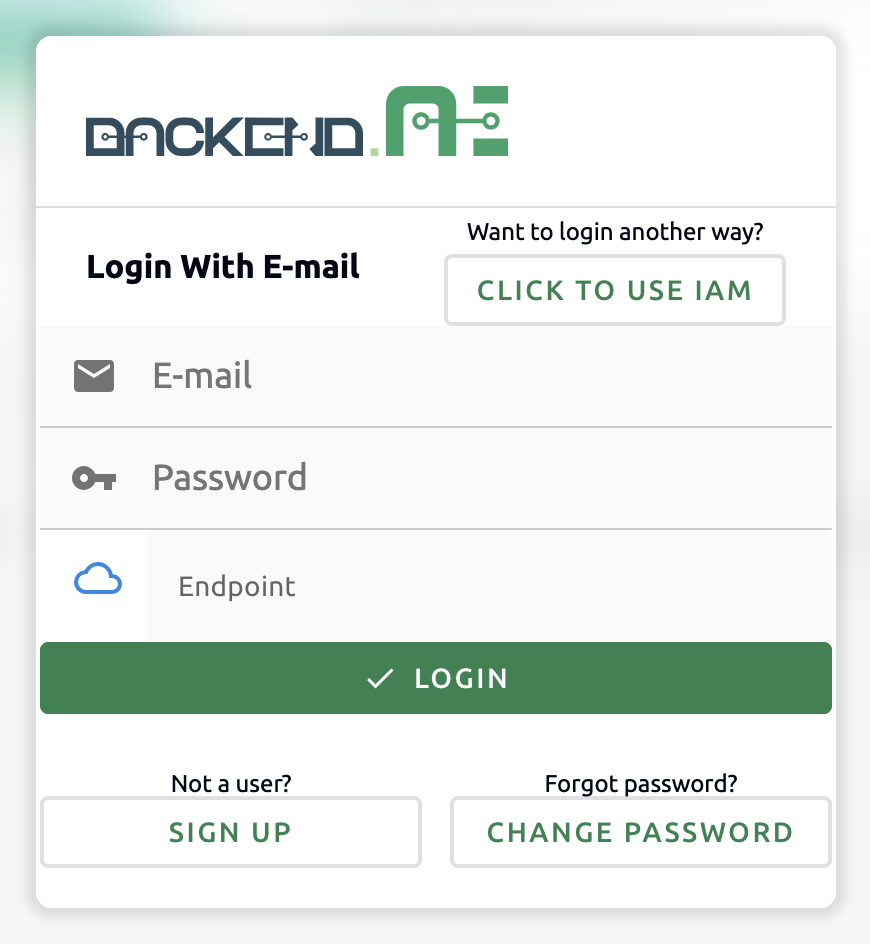 BACKEND.AI
Want to login another way?
Login With E-mail
CLICK TO USE IAM
E-mail
Password
Endpoint
LOGIN
Not a user?
Forgot password?
SIGN UP
CHANGE PASSWORD